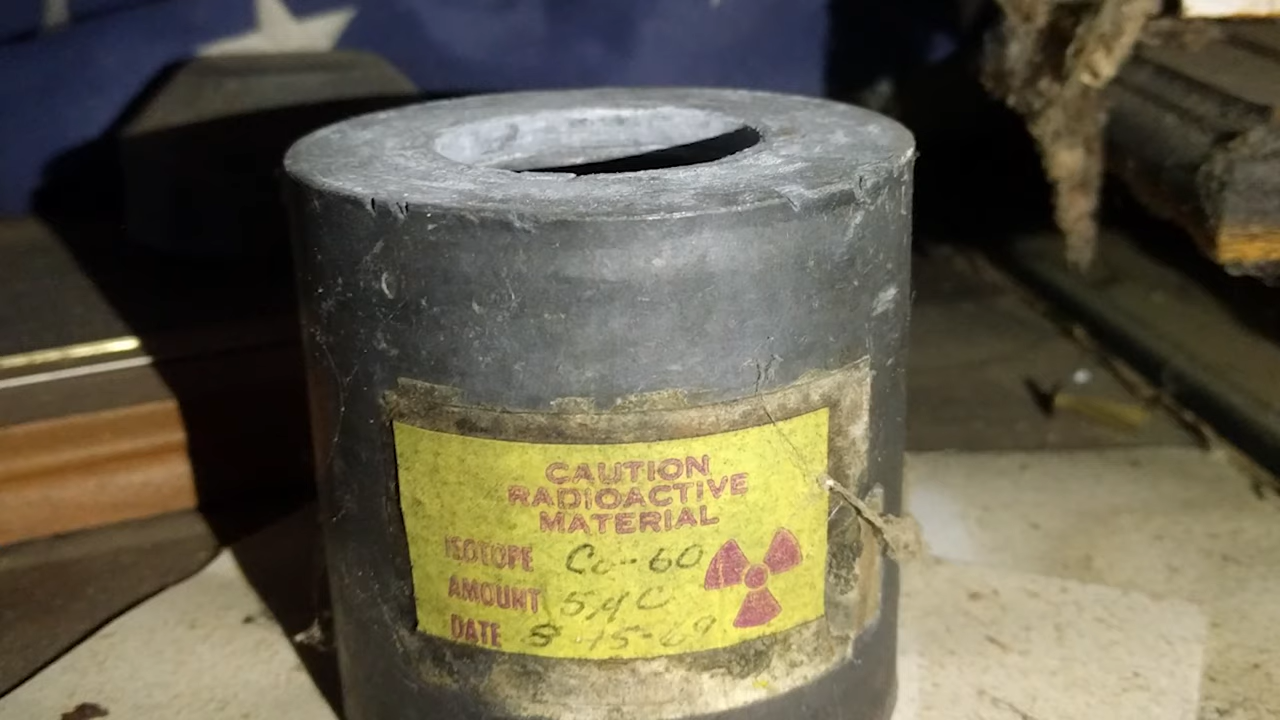 CAUTION
RADIOACTIVE
MATERIAL
ISOTOPE Co-60
AMOUNT 5μC
DATE 8-15-69